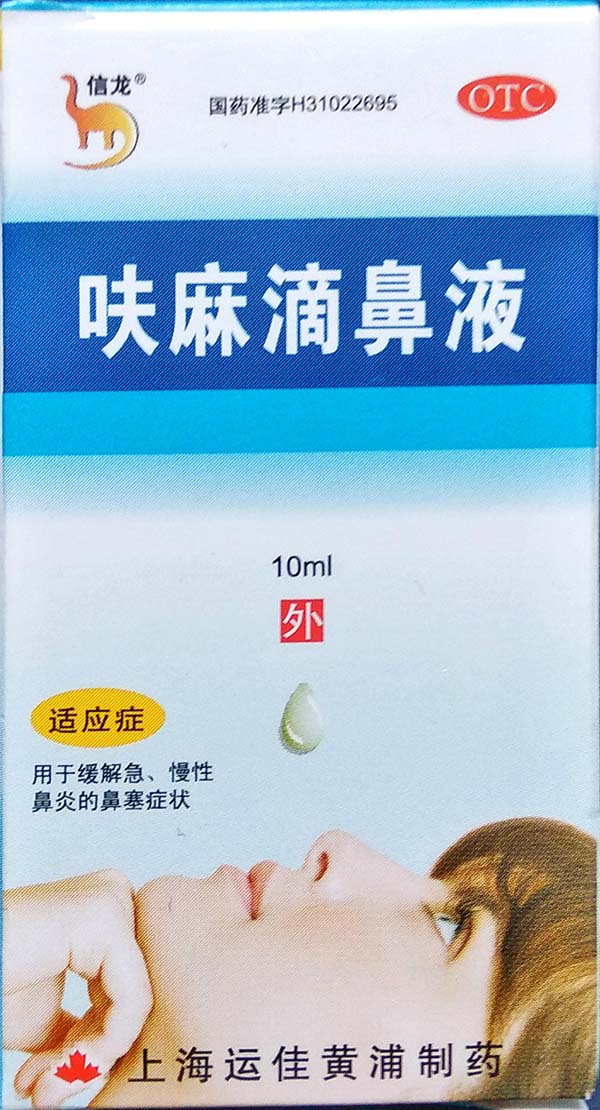 信龙®
国药准字H31022695
OTC
呋麻滴鼻液
10ml
外
适应症
用于缓解急、慢性
鼻炎的鼻塞症状
上海运佳黄浦制药